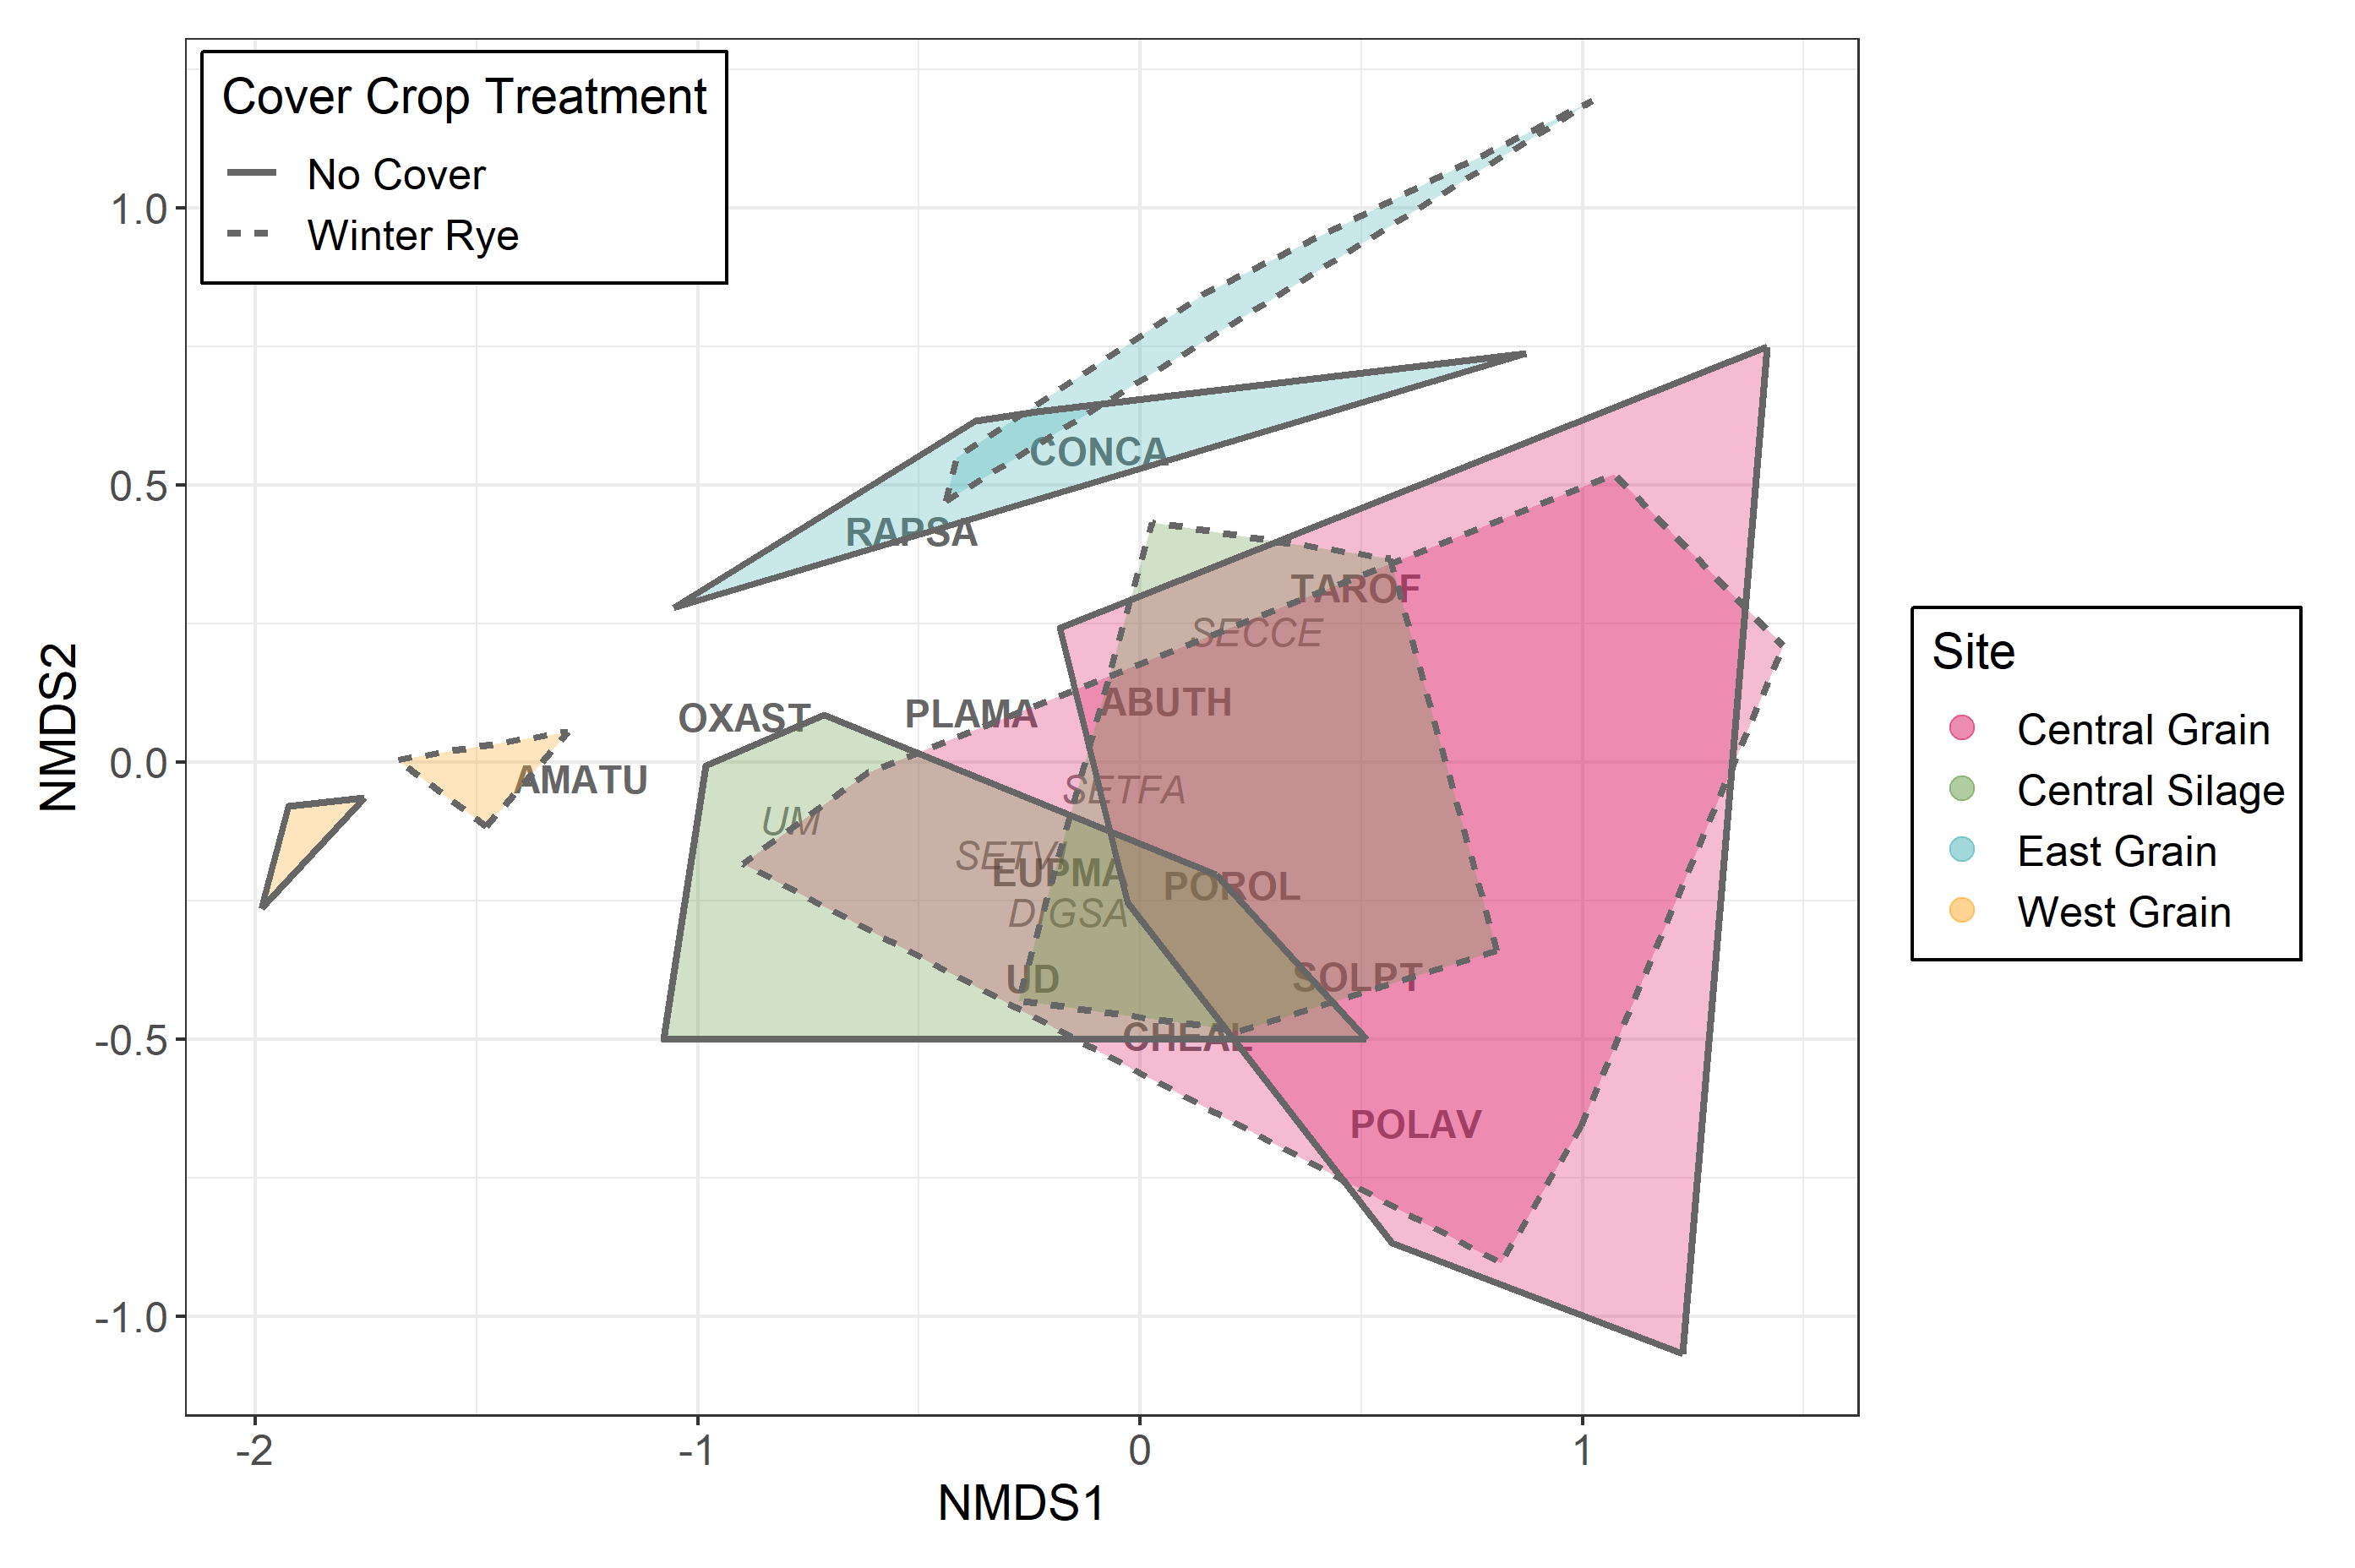 Cover Crop Treatment
No Cover
Winter Rye
1.0
0.5
0.0
-0.5
-1.0
NMDS2
CONCA
RAPSA
TAROF
SECCE
ABUTH
PLAMA
OXAST
AMATU
SETFA
UM
SETVI
EUPMA
POROL
DIGSA
UD
SOLPT
CHEAL
POLAV
-2
-1
0
1
NMDS1
Site
Central Grain
Central Silage
East Grain
West Grain